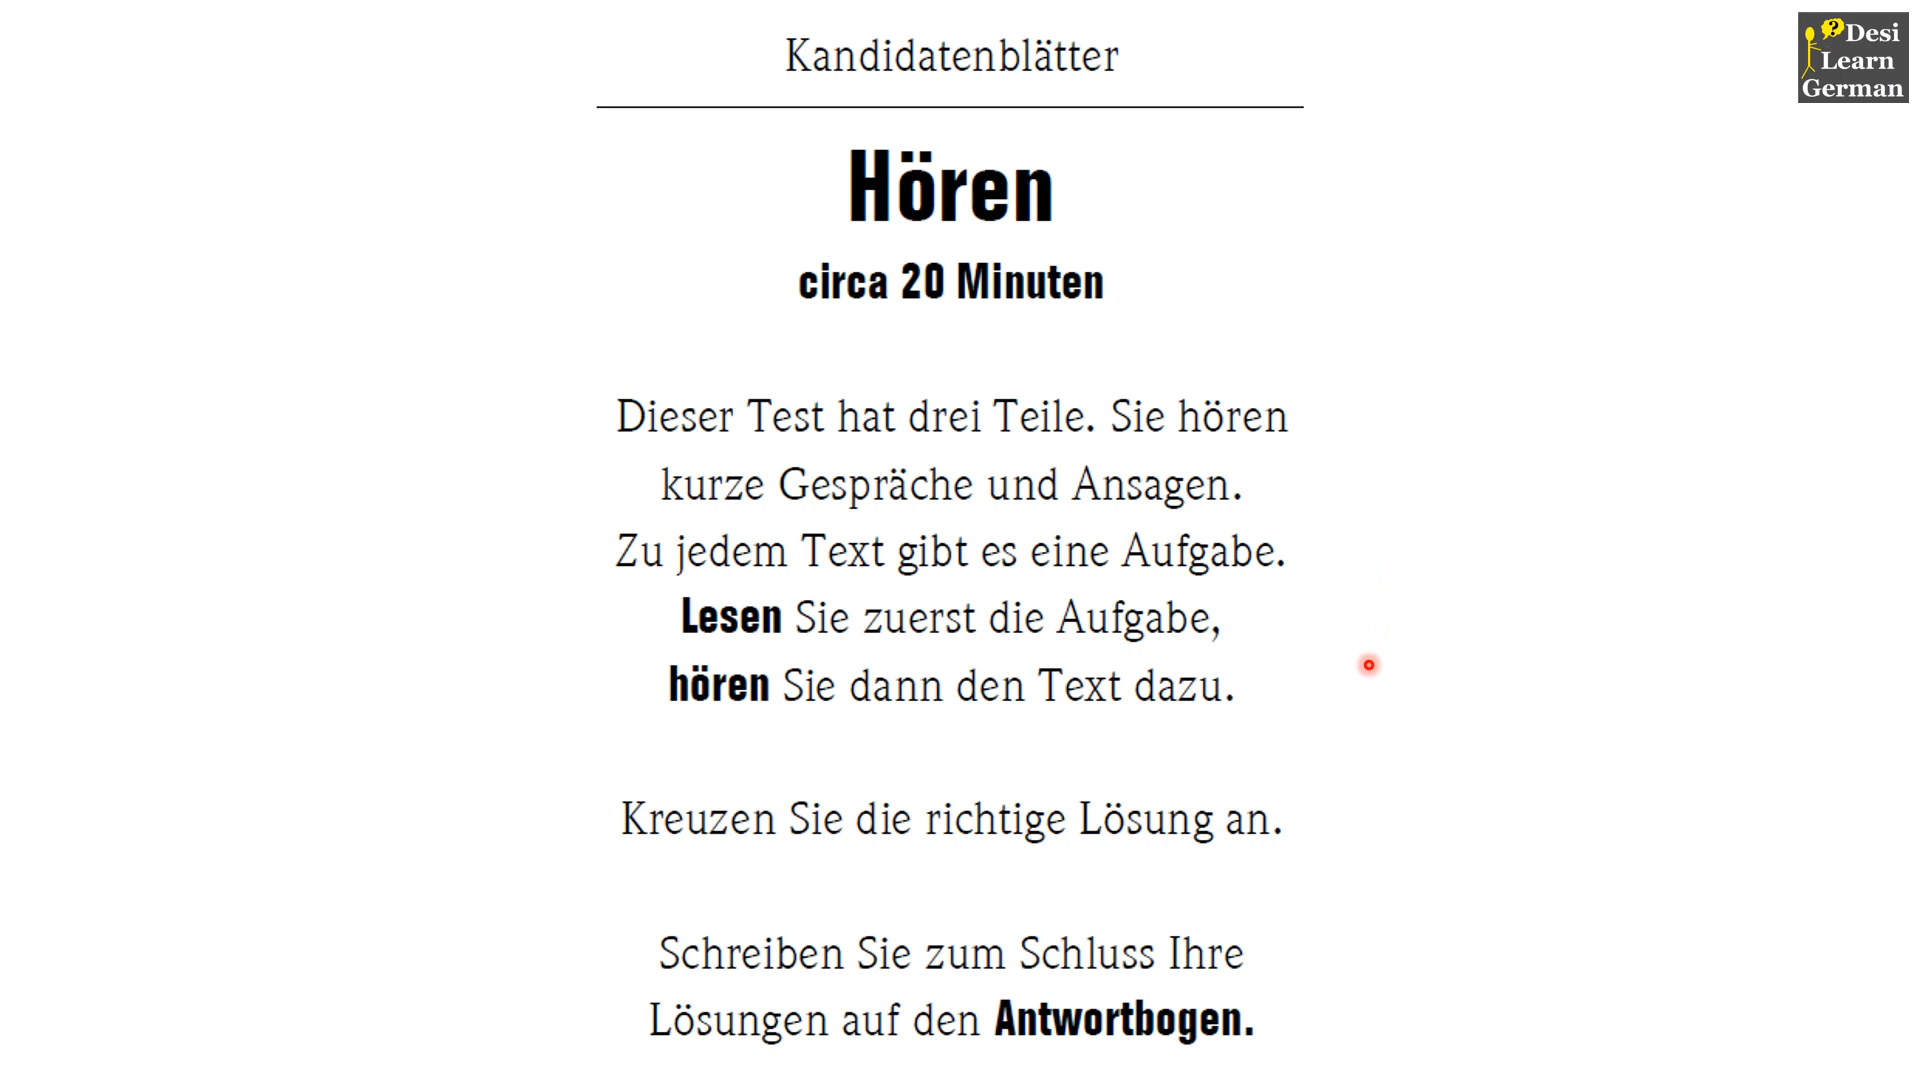 Kandidatenblätter
Hören
circa 20 Minuten
Dieser Test hat drei Teile. Sie hören
kurze Gespräche und Ansagen.
Zu jedem Text gibt es eine Aufgabe.
Lesen Sie zuerst die Aufgabe,
hören Sie dann den Text dazu.
Kreuzen Sie die richtige Lösung an.
Schreiben Sie zum Schluss Ihre
Lösungen auf den Antwortbogen.
?
Desi
Learn
German